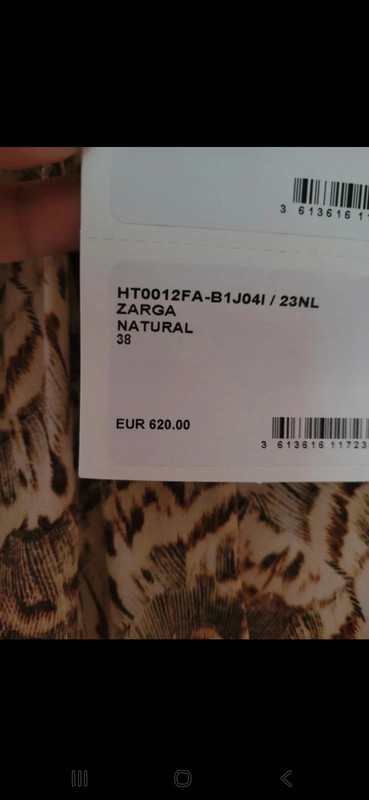 3 613616 1
HT0012FA-B1J04I / 23NL
ZARGA
NATURAL
38
EUR 620.00
3 613616 11723